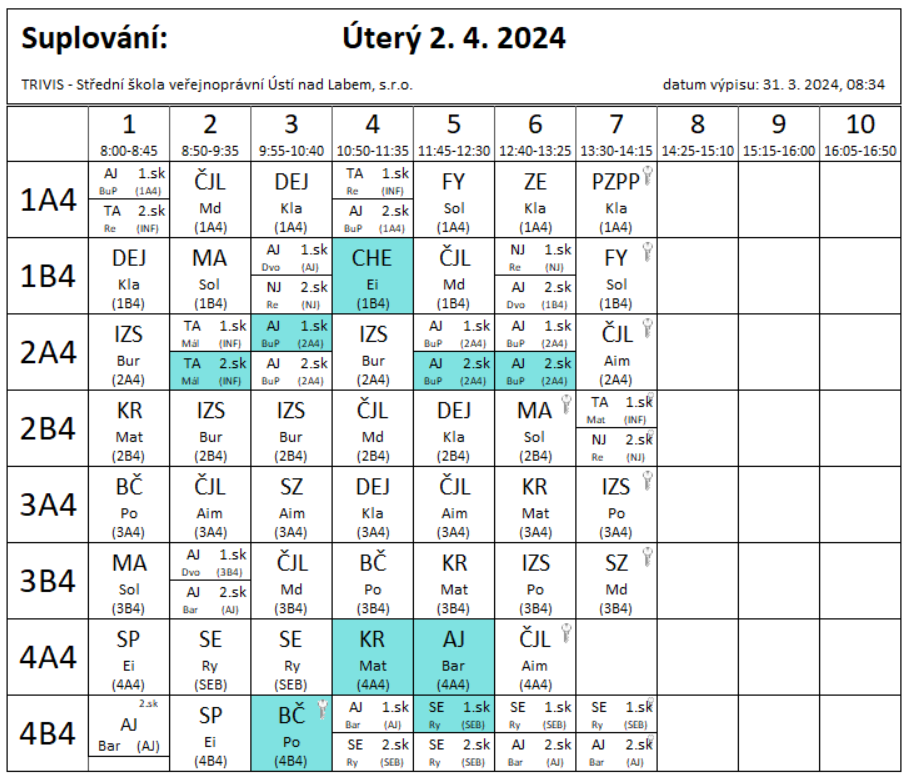 Suplování: Úterý 2. 4. 2024
TRIVIS - Střední škola veřejnoprávní Ústí nad Labem, s.r.o. datum výpisu: 31. 3. 2024, 08:34
1 2 3 4 5 6 7 8 9 10
8:00-8:45 8:50-9:35 9:55-10:40 10:50-11:35 11:45-12:30 12:40-13:25 13:30-14:15 14:25-15:10 15:15-16:00 16:05-16:50
1A4
AJ 1.sk
BuP (1A4)
TA 2.sk
Re (INF)
ČJL
Md
(1A4)
DEJ
Kla
(1A4)
TA 1.sk
Re (INF)
AJ 2.sk
BuP (1A4)
FY
Sol
(1A4)
ZE
Kla
(1A4)
PZPP
Kla
(1A4)
1B4
DEJ
Kla
(1B4)
MA
Sol
(1B4)
AJ 1.sk
Dvo (AJ)
NJ 2.sk
Re (NJ)
CHE
Ei
(1B4)
ČJL
Md
(1B4)
NJ 1.sk
Re (NJ)
AJ 2.sk
Dvo (1B4)
FY
Sol
(1B4)
2A4
IZS
Bur
(2A4)
TA 1.sk
Mál (INF)
TA 2.sk
Mál (INF)
AJ 1.sk
BuP (2A4)
AJ 2.sk
BuP (2A4)
IZS
Bur
(2A4)
AJ 1.sk
BuP (2A4)
AJ 2.sk
BuP (2A4)
AJ 1.sk
BuP (2A4)
AJ 2.sk
BuP (2A4)
ČJL
Aim
(2A4)
2B4
KR
Mat
(2B4)
IZS
Bur
(2B4)
IZS
Bur
(2B4)
ČJL
Md
(2B4)
DEJ
Kla
(2B4)
MA
Sol
(2B4)
TA 1.sk
Mat (INF)
NJ 2.sk
Re (NJ)
3A4
BČ
Po
(3A4)
ČJL
Aim
(3A4)
SZ
Aim
(3A4)
DEJ
Kla
(3A4)
ČJL
Aim
(3A4)
KR
Mat
(3A4)
IZS
Po
(3A4)
3B4
MA
Sol
(3B4)
AJ 1.sk
Dvo (3B4)
AJ 2.sk
Bar (AJ)
ČJL
Md
(3B4)
BČ
Po
(3B4)
KR
Mat
(3B4)
IZS
Po
(3B4)
SZ
Md
(3B4)
4A4
SP
Ei
(4A4)
SE
Ry
(SEB)
SE
Ry
(SEB)
KR
Mat
(4A4)
AJ
Bar
(4A4)
ČJL
Aim
(4A4)
4B4
2.sk
AJ
Bar (AJ)
SP
Ei
(4B4)
BČ
Po
(4B4)
AJ 1.sk
Bar (AJ)
SE 2.sk
Ry (SEB)
SE 1.sk
Ry (SEB)
SE 2.sk
Ry (SEB)
SE 1.sk
Ry (SEB)
AJ 2.sk
Bar (AJ)
SE 1.sk
Ry (SEB)
AJ 2.sk
Bar (AJ)